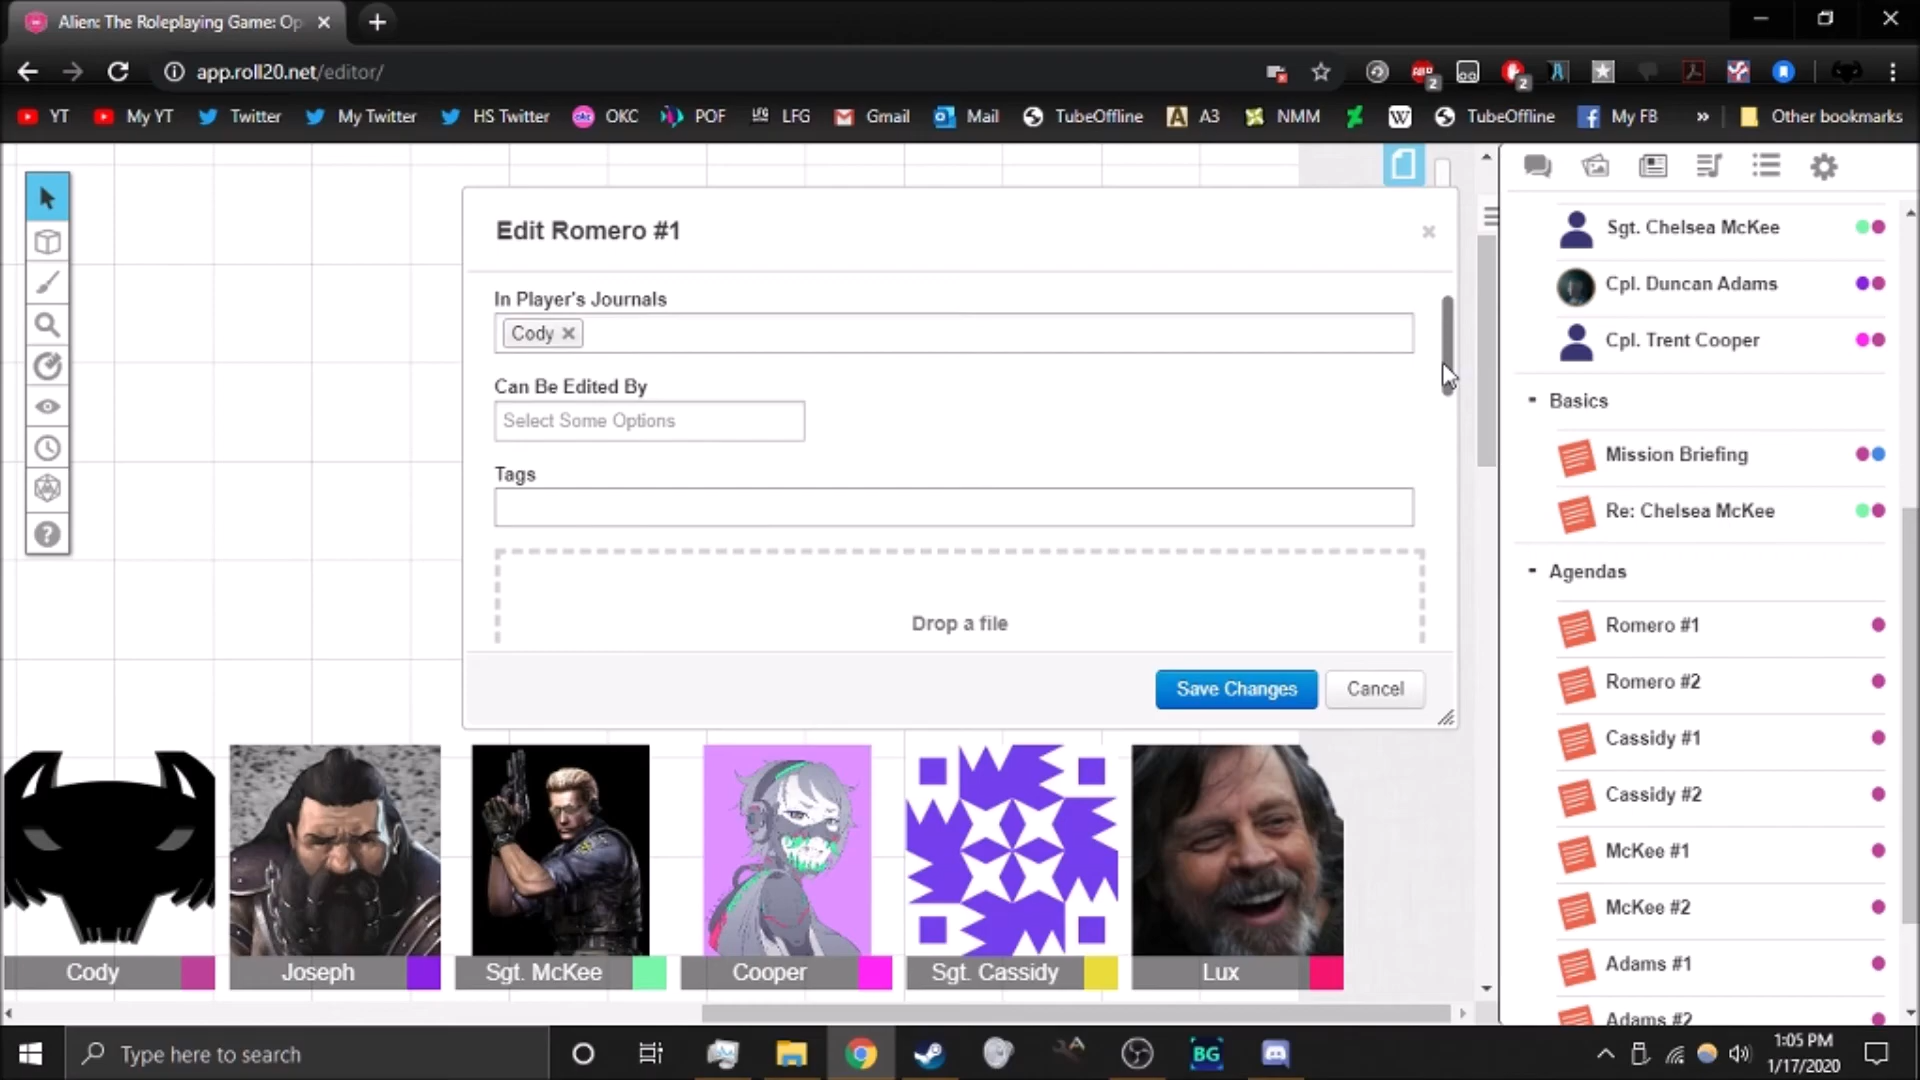 Alien: The Roleplaying Game: Op
app.roll20.net/editor/
ABP
2
2
YT
My YT
Twitter
My Twitter
HS Twitter
OKC
POF
LFG
LFG
Gmail
Mail
TubeOffline
A3
NMM
W
TubeOffline
My FB
»
Other bookmarks
Edit Romero #1
In Player's Journals
Cody
Can Be Edited By
Select Some Options
Tags
Drop a file
Save Changes
Cancel
Sgt. Chelsea McKee
Cpl. Duncan Adams
Cpl. Trent Cooper
Basics
Mission Briefing
Re: Chelsea McKee
Agendas
Romero #1
Romero #2
Cassidy #1
Cassidy #2
McKee #1
McKee #2
Adams #1
Adams #2
Cody
Joseph
Sgt. McKee
Cooper
Sgt. Cassidy
Lux
Type here to search
BG
1:05 PM
1/17/2020